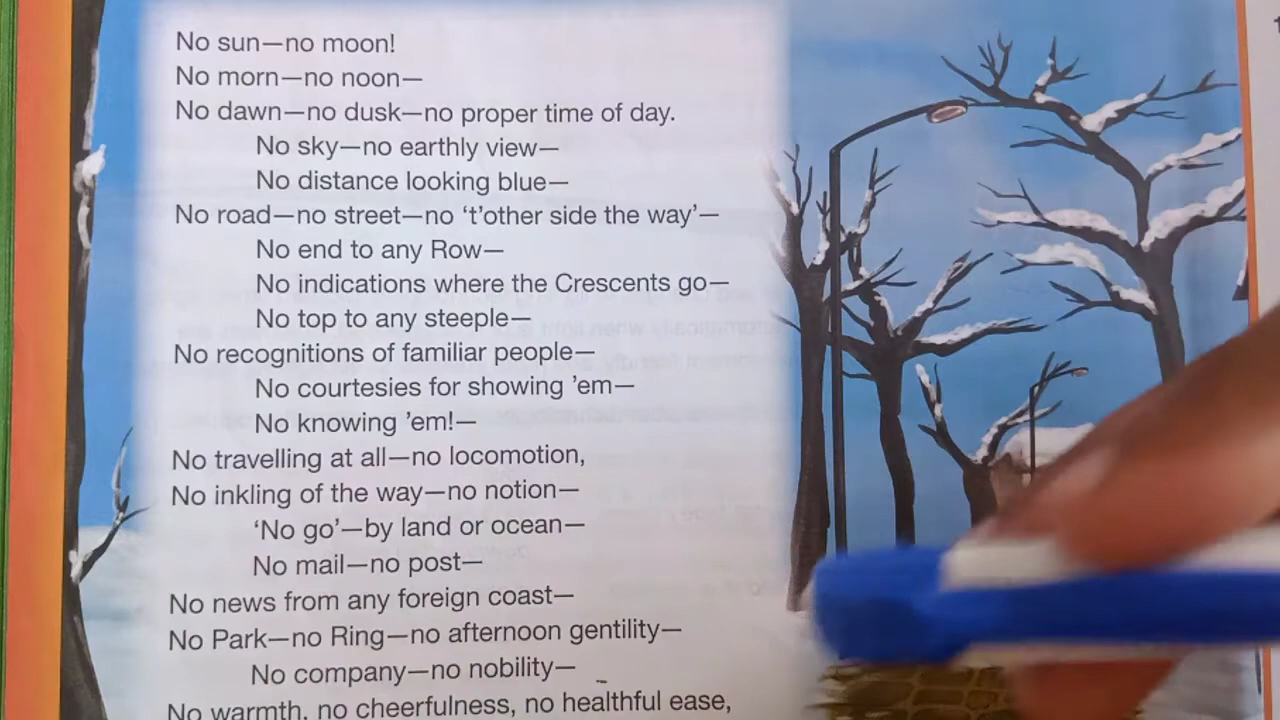 No sun—no moon!
No morn—no noon—
No dawn—no dusk—no proper time of day.
No sky—no earthly view—
No distance looking blue—
No road—no street—no ‘t’other side the way’—
No end to any Row—
No indications where the Crescents go—
No top to any steeple—
No recognitions of familiar people—
No courtesies for showing ’em—
No knowing ’em!—
No travelling at all—no locomotion,
No inkling of the way—no notion—
‘No go’—by land or ocean—
No mail—no post—
No news from any foreign coast—
No Park—no Ring—no afternoon gentility—
No company—no nobility—
No warmth, no cheerfulness, no healthful ease,